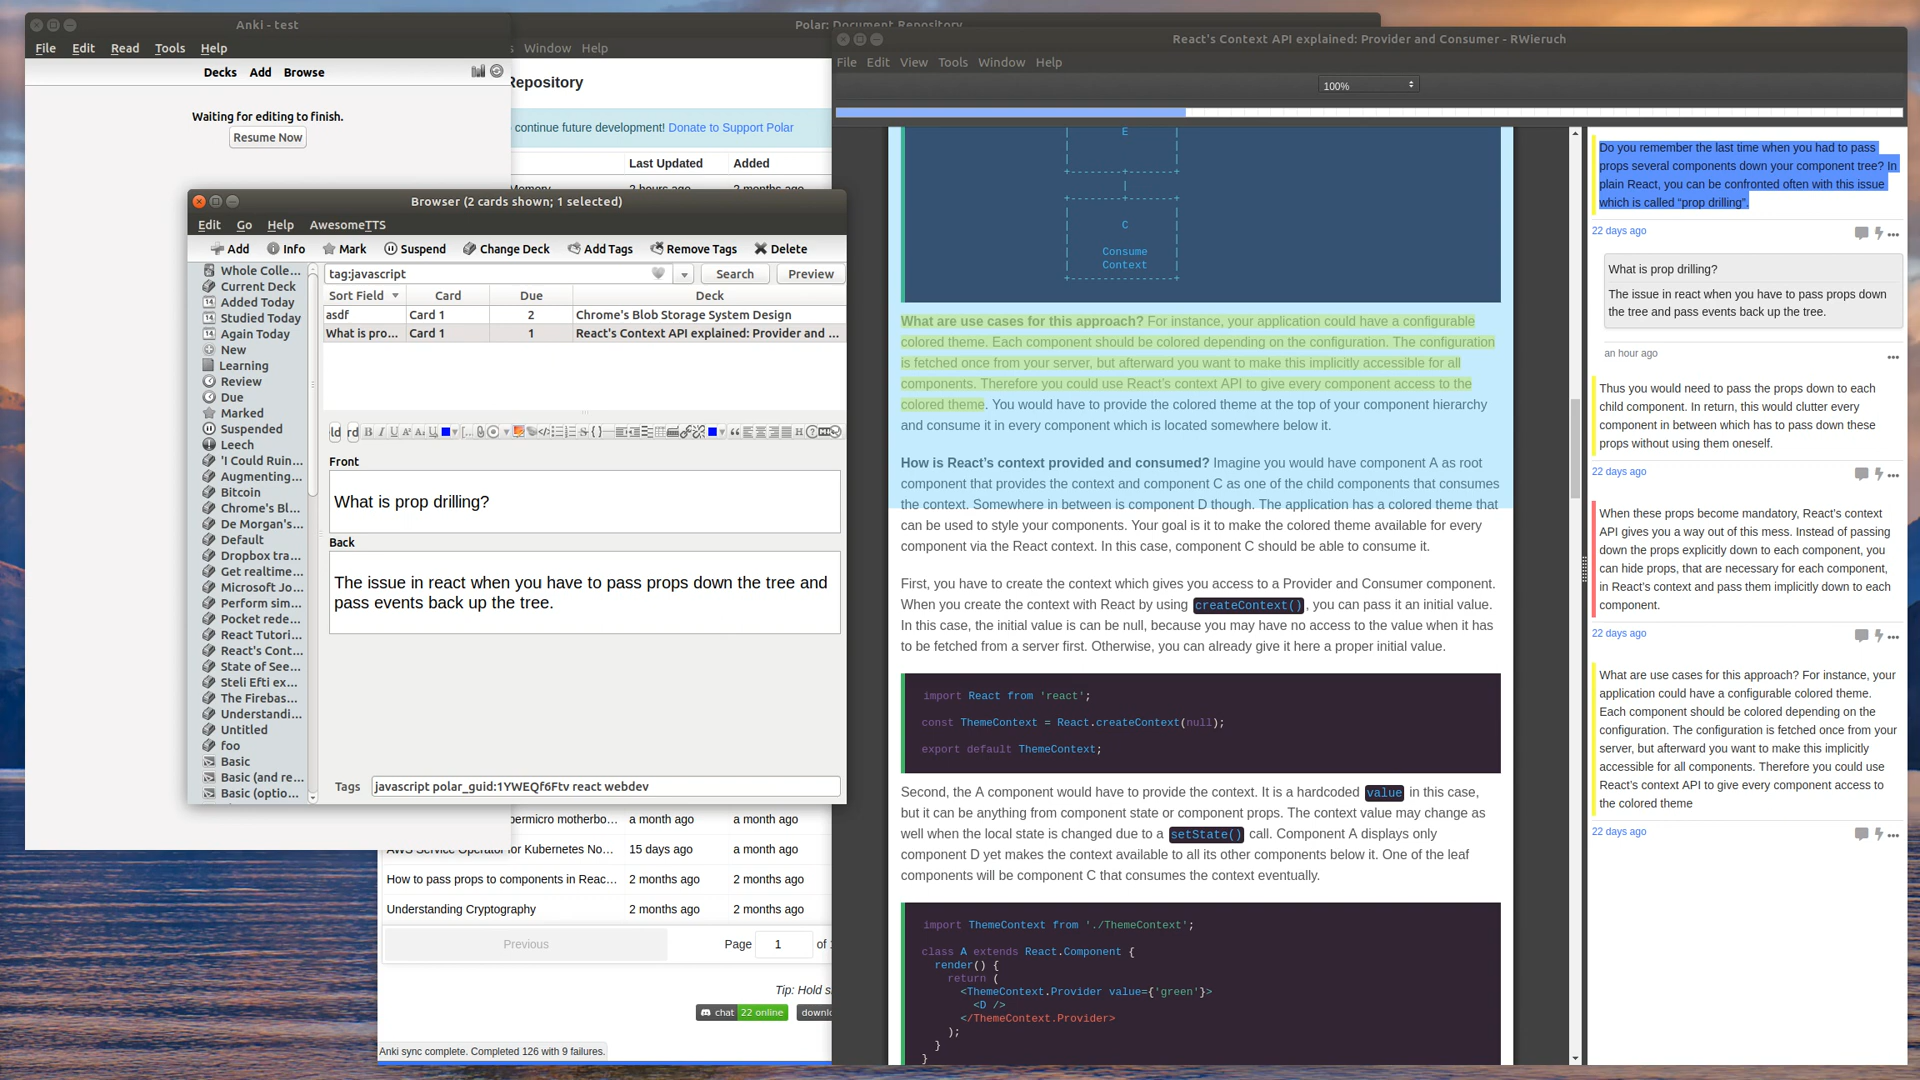 Anki - test
File Edit Read Tools Help
Decks Add Browse
Waiting for editing to finish.
Resume Now
Polar: Document Repository
s Window Help
Repository
continue future development! Donate to Support Polar
Last Updated Added
Memory 2 hours ago 2 months ago
Browser (2 cards shown; 1 selected)
Edit Go Help AwesomeTTS
Add Info Mark Suspend Change Deck Add Tags Remove Tags Delete
Whole Colle...
Current Deck
Added Today
Studied Today
Again Today
New
Learning
Review
Due
Marked
Suspended
Leech
'I Could Ruin...
Augmenting...
Bitcoin
Chrome's Bl...
De Morgan's...
Default
Dropbox tra...
Get realtime...
Microsoft Jo...
Perform sim...
Pocket rede...
React Tutori...
React's Cont...
State of See...
Steli Efti ex...
The Firebas...
Understandi...
Untitled
foo
Basic
Basic (and re...
Basic (optio...
tag:javascript Search Preview
Sort Field Card Due Deck
asdf Card 1 2 Chrome's Blob Storage System Design
What is pro... Card 1 1 React's Context API explained: Provider and ...
Front
What is prop drilling?
Back
The issue in react when you have to pass props down the tree and
pass events back up the tree.
Tags javascript polar_guid:1YWEQf6Ftv react webdev
permicro motherbo... a month ago a month ago
AWS Service Operator for Kubernetes No... 15 days ago a month ago
How to pass props to components in Reac... 2 months ago 2 months ago
Understanding Cryptography 2 months ago 2 months ago
Previous Page 1 of
Tip: Hold
chat 22 online
Anki sync complete. Completed 126 with 9 failures.
React's Context API explained: Provider and Consumer - RWieruch
File Edit View Tools Window Help
100%
E
C
Consume
Context
What are use cases for this approach? For instance, your application could have a configurable
colored theme. Each component should be colored depending on the configuration. The configuration
is fetched once from your server, but afterward you want to make this implicitly accessible for all
components. Therefore you could use React's context API to give every component access to the
colored theme. You would have to provide the colored theme at the top of your component hierarchy
and consume it in every component which is located somewhere below it.
How is React's context provided and consumed? Imagine you would have component A as root
component that provides the context and component C as one of the child components that consumes
the context. Somewhere in between is component D though. The application has a colored theme that
can be used to style your components. Your goal is it to make the colored theme available for every
component via the React context. In this case, component C should be able to consume it.
First, you have to create the context which gives you access to a Provider and Consumer component.
When you create the context with React by using createContext(), you can pass it an initial value.
In this case, the initial value is can be null, because you may have no access to the value when it has
to be fetched from a server first. Otherwise, you can already give it here a proper initial value.
import React from 'react';
const ThemeContext = React.createContext(null);
export default ThemeContext;
Second, the A component would have to provide the context. It is a hardcoded value in this case,
but it can be anything from component state or component props. The context value may change as
well when the local state is changed due to a setState() call. Component A displays only
component D yet makes the context available to all its other components below it. One of the leaf
components will be component C that consumes the context eventually.
import ThemeContext from './ThemeContext';
class A extends React.Component {
render() {
return (
<ThemeContext.Provider value={'green'}>
<D />
</ThemeContext.Provider>
);
}
}
Do you remember the last time when you had to pass
props several components down your component tree? In
plain React, you can be confronted often with this issue
which is called “prop drilling”.
22 days ago
What is prop drilling?
The issue in react when you have to pass props down
the tree and pass events back up the tree.
an hour ago
Thus you would need to pass the props down to each
child component. In return, this would clutter every
component in between which has to pass down these
props without using them oneself.
22 days ago
When these props become mandatory, React's context
API gives you a way out of this mess. Instead of passing
down the props explicitly down to each component, you
can hide props, that are necessary for each component,
in React's context and pass them implicitly down to each
component.
22 days ago
What are use cases for this approach? For instance, your
application could have a configurable colored theme.
Each component should be colored depending on the
configuration. The configuration is fetched once from your
server, but afterward you want to make this implicitly
accessible for all components. Therefore you could use
React's context API to give every component access to
the colored theme
22 days ago